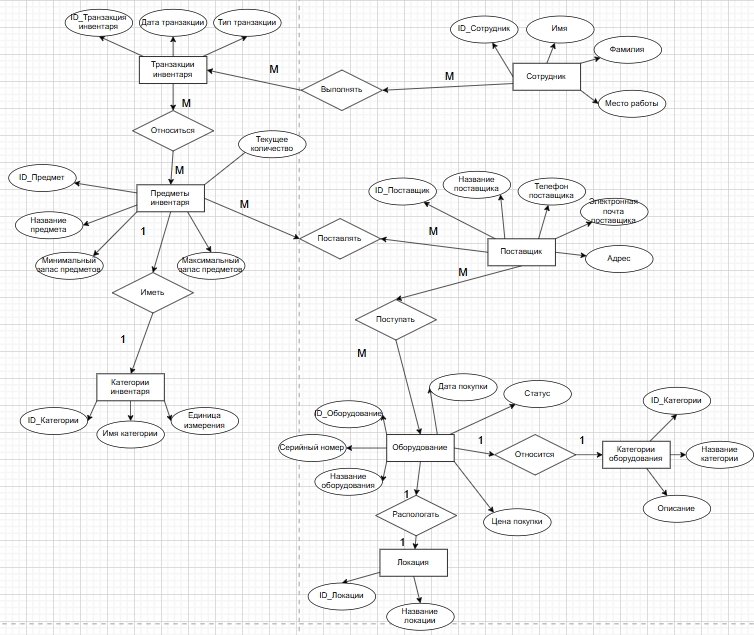 ID_Транзакция
инвентаря
Дата транзакции
Тип транзакции
Транзакции
инвентаря
M
Выполнять
M
ID_Сотрудник
Имя
Фамилия
Сотрудник
Место работы
M
Относиться
M
Текущее
количество
ID_Предмет
Предметы
инвентаря
Название
предмета
Минимальный
запас предметов
Максимальный
запас предметов
M
Поставлять
M
ID_Поставщик
Название
поставщика
Телефон
поставщика
Электронная
почта
поставщика
Поставщик
Адрес
1
Иметь
1
M
Поступать
M
Категории
инвентаря
ID_Категории
Имя категории
Единица
измерения
ID_Оборудование
Дата покупки
Статус
Серийный номер
Оборудование
Название
оборудования
Цена покупки
1
Относится
1
ID_Категории
Категории
оборудования
Название
категории
Описание
1
Распологать
1
Локация
ID_Локации
Название
локации